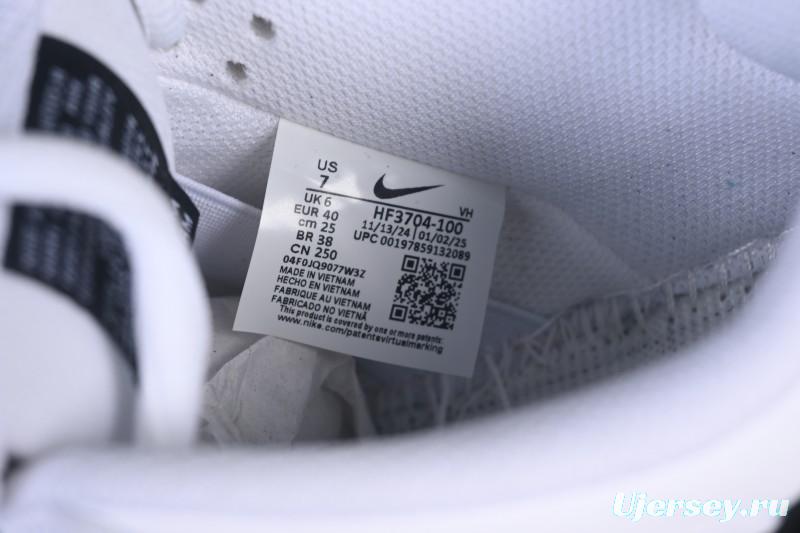 US
7
VH
UK 6
HF3704-100
EUR 40
11/13/24 | 01/02/25
cm 25
UPC 00197859132089
BR 38
CN 250
04F0JQ9077W3Z
MADE IN VIETNAM
HECHO EN VIETNAM
FABRIQUE AU VIETNAM
FABRICADO NO VIETNÃ
This product is covered by one or more patents:
www.nike.com/patentsvirtualmarking
Ujersey.ru